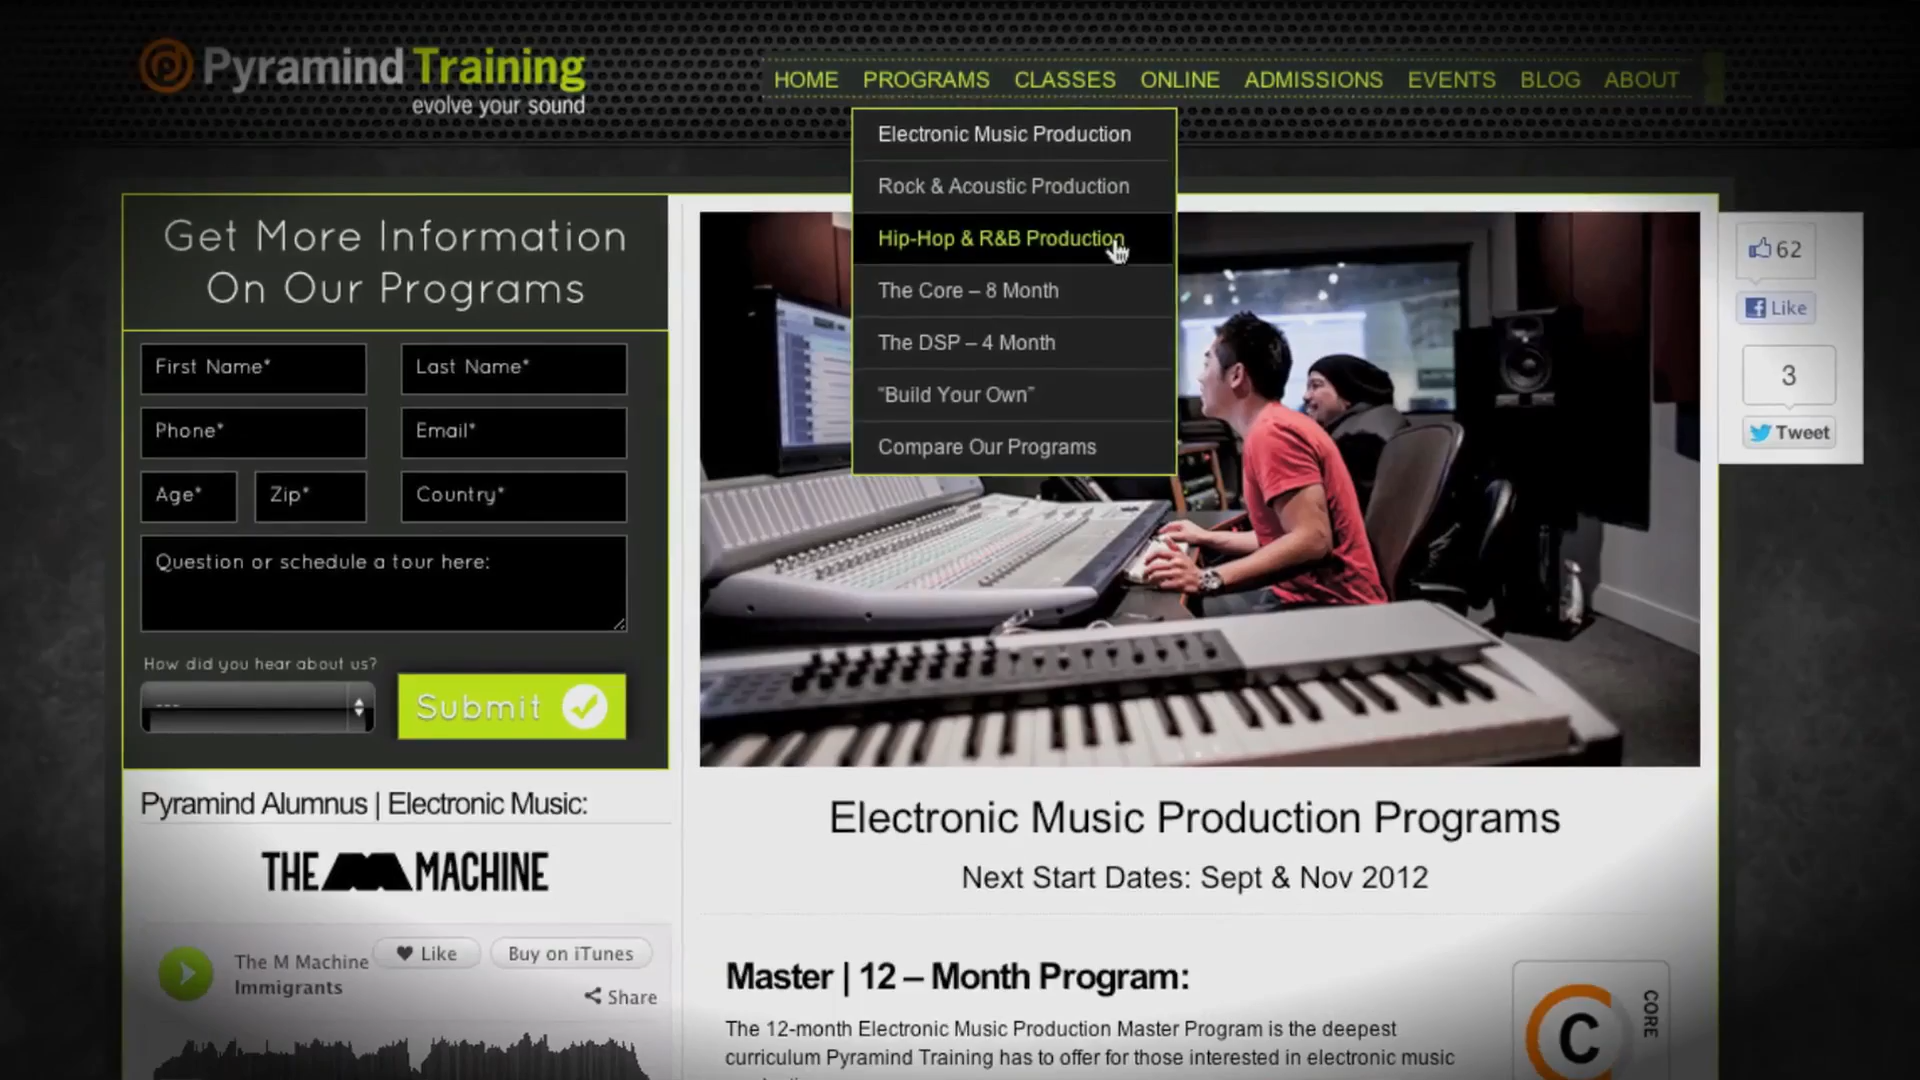 Pyramind Training
evolve your sound
HOME PROGRAMS CLASSES ONLINE ADMISSIONS EVENTS BLOG ABOUT
Electronic Music Production
Rock & Acoustic Production
Hip-Hop & R&B Production
The Core – 8 Month
The DSP – 4 Month
“Build Your Own”
Compare Our Programs
Get More Information
On Our Programs
First Name*
Last Name*
Phone*
Email*
Age*
Zip*
Country*
Question or schedule a tour here:
How did you hear about us?
---
Submit
62
Like
3
Tweet
Pyramind Alumnus | Electronic Music:
THE M MACHINE
The M Machine
Immigrants
Like
Buy on iTunes
Share
Electronic Music Production Programs
Next Start Dates: Sept & Nov 2012
Master | 12 – Month Program:
The 12-month Electronic Music Production Master Program is the deepest
curriculum Pyramind Training has to offer for those interested in electronic music
C
CORE